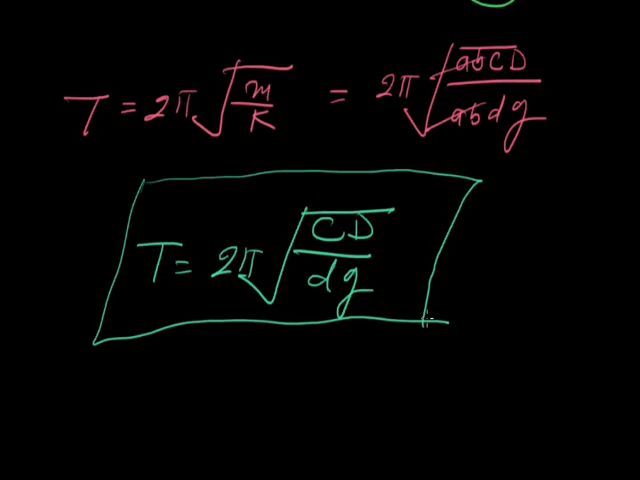 T = 2π√(m/K) = 2π√(abCD/abdg)
T = 2π√(CD/dg)